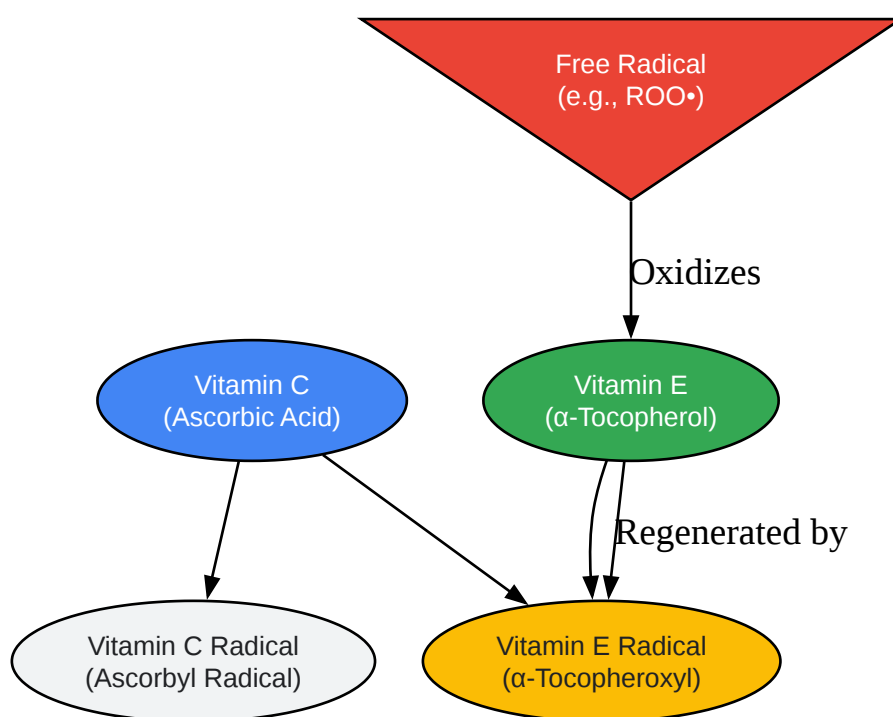 Free Radical
(e.g., ROO•)
Oxidizes
Vitamin C
(Ascorbic Acid)
Vitamin E
(α-Tocopherol)
Regenerated by
Vitamin C Radical
(Ascorbyl Radical)
Vitamin E Radical
(α-Tocopheroxyl)